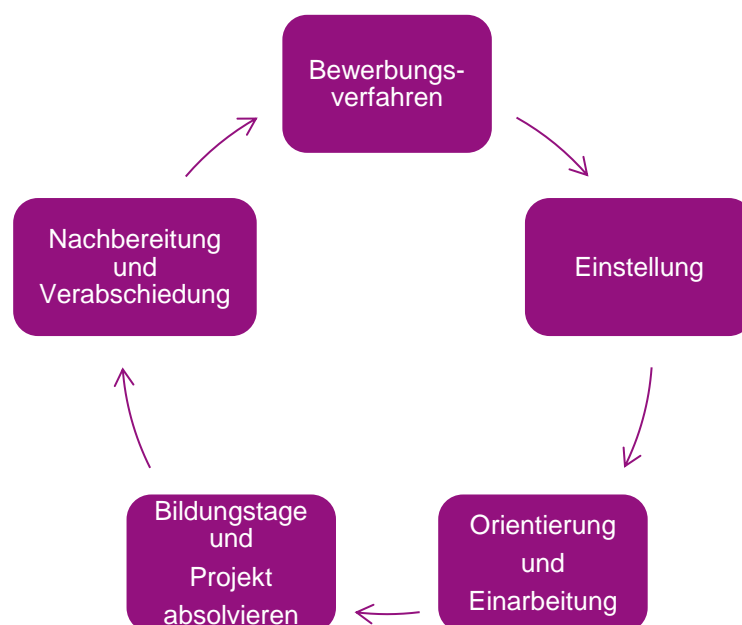 Bewerbungs-
verfahren
Einstellung
Orientierung
und
Einarbeitung
Bildungstage
und
Projekt
absolvieren
Nachbereitung
und
Verabschiedung